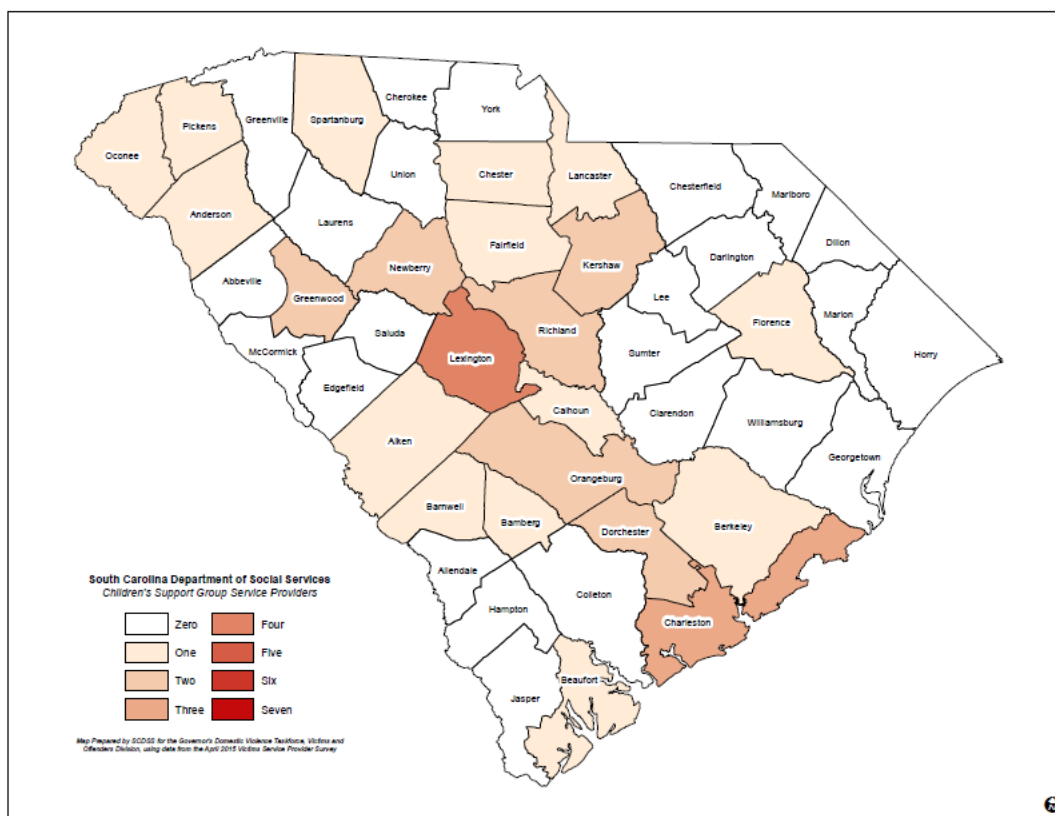 Cherokee
York
Spartanburg
Greenville
Pickens
Oconee
Union
Chester
Lancaster
Chesterfield
Marlboro
Anderson
Laurens
Fairfield
Dillon
Darlington
Newberry
Kershaw
Abbeville
Greenwood
Lee
Marion
Florence
Saluda
Richland
McCormick
Lexington
Sumter
Horry
Edgefield
Calhoun
Clarendon
Williamsburg
Aiken
Georgetown
Orangeburg
Barnwell
Bamberg
Dorchester
Berkeley
Allendale
Colleton
Hampton
Charleston
Beaufort
Jasper
South Carolina Department of Social Services
Children's Support Group Service Providers
Zero Four
One Five
Two Six
Three Seven
Map Prepared by SCDSS for the Governor's Domestic Violence Taskforce, Victims and
Offenders Division, using data from the April 2015 Victims Service Provider Survey